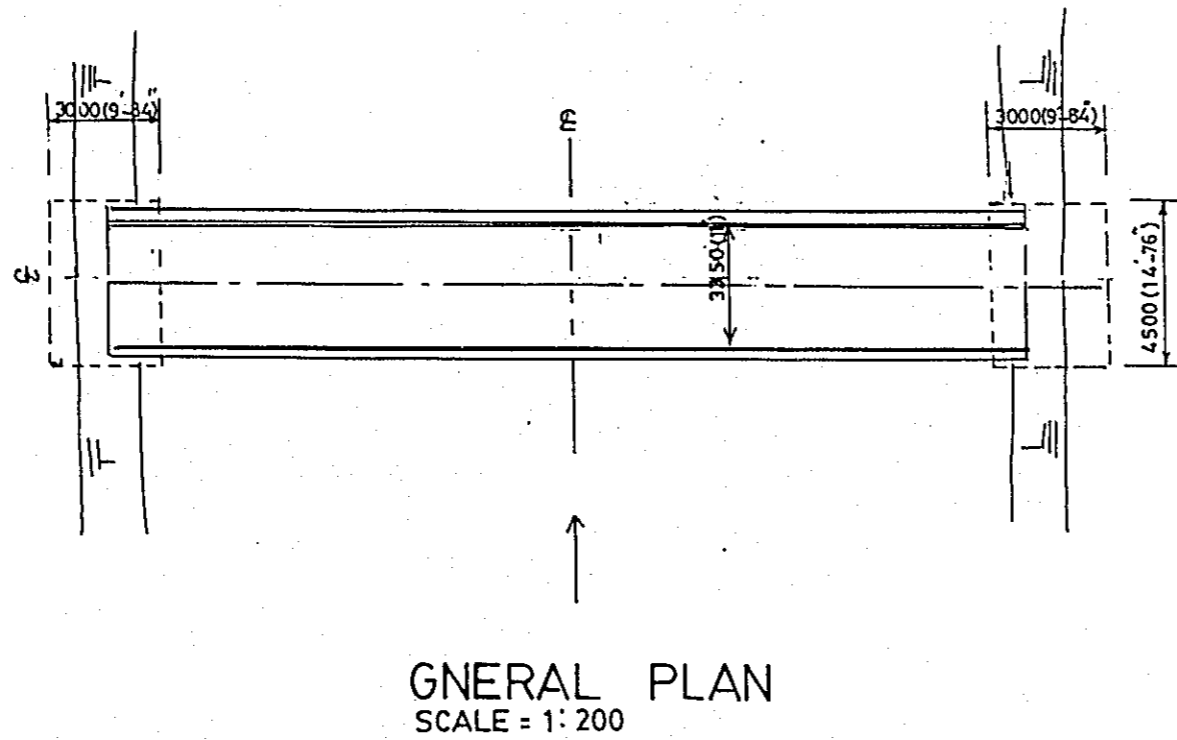 3000(9'-84")
3000(9'-84")
℄
4500(14'-76")
℄
GNERAL PLAN
SCALE = 1:200